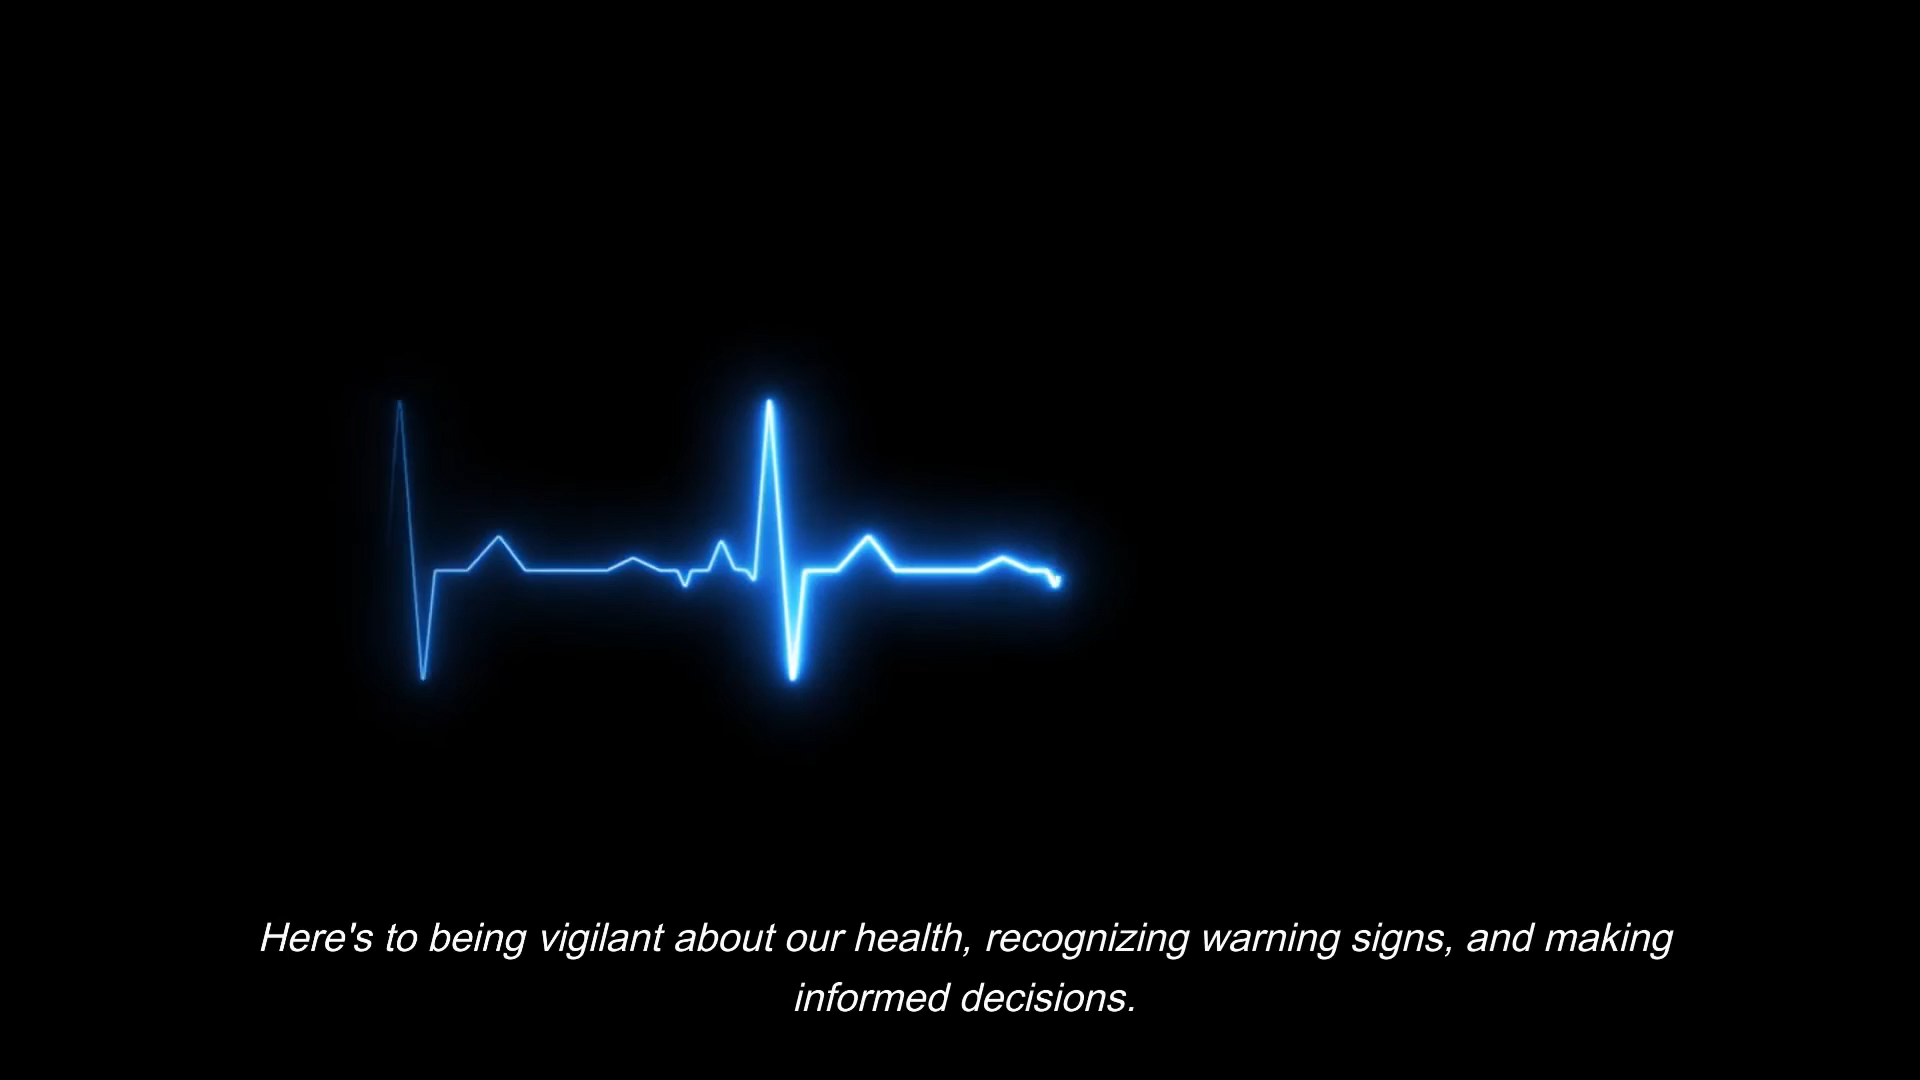 Here's to being vigilant about our health, recognizing warning signs, and making
informed decisions.